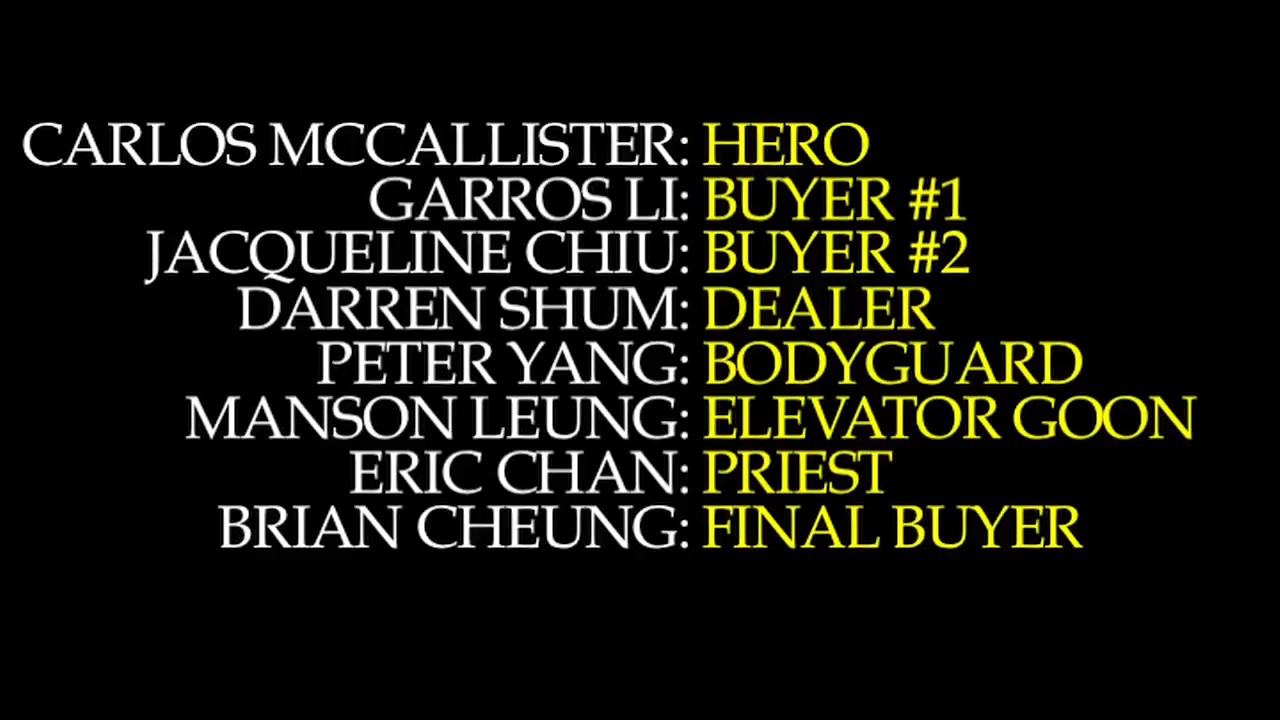 CARLOS MCCALLISTER: HERO
GARROS LI: BUYER #1
JACQUELINE CHIU: BUYER #2
DARREN SHUM: DEALER
PETER YANG: BODYGUARD
MANSON LEUNG: ELEVATOR GOON
ERIC CHAN: PRIEST
BRIAN CHEUNG: FINAL BUYER